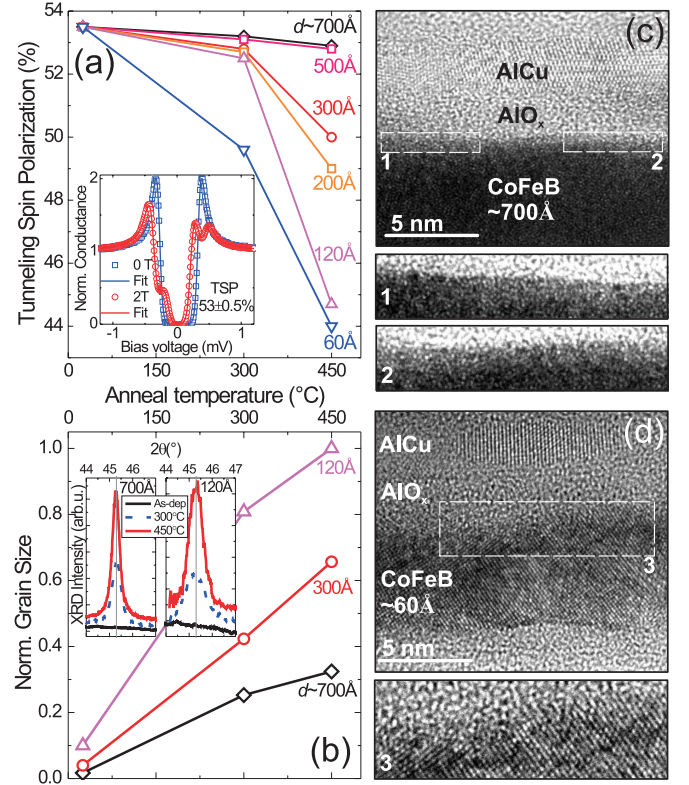 54
52
50
48
46
44
Tunneling Spin Polarization (%)
(a)
d~700Å
500Å
300Å
200Å
120Å
60Å
Norm. Conductance
2
1
0
0 T
Fit
2T
Fit
TSP
53±0.5%
-1 0 1
Bias voltage (mV)
0 150 300 450
Anneal temperature (°C)
0 150 300 450
1.0
0.8
0.6
0.4
0.2
0.0
Norm. Grain Size
2θ(°)
44 45 46 44 45 46 47
XRD Intensity (arb.u.)
700Å
120Å
As-dep
300°C
450°C
120Å
300Å
d~700Å
(b)
(c)
AlCu
AlOx
1
2
CoFeB
~700Å
5 nm
1
2
(d)
AlCu
AlOx
3
CoFeB
~60Å
5 nm
3